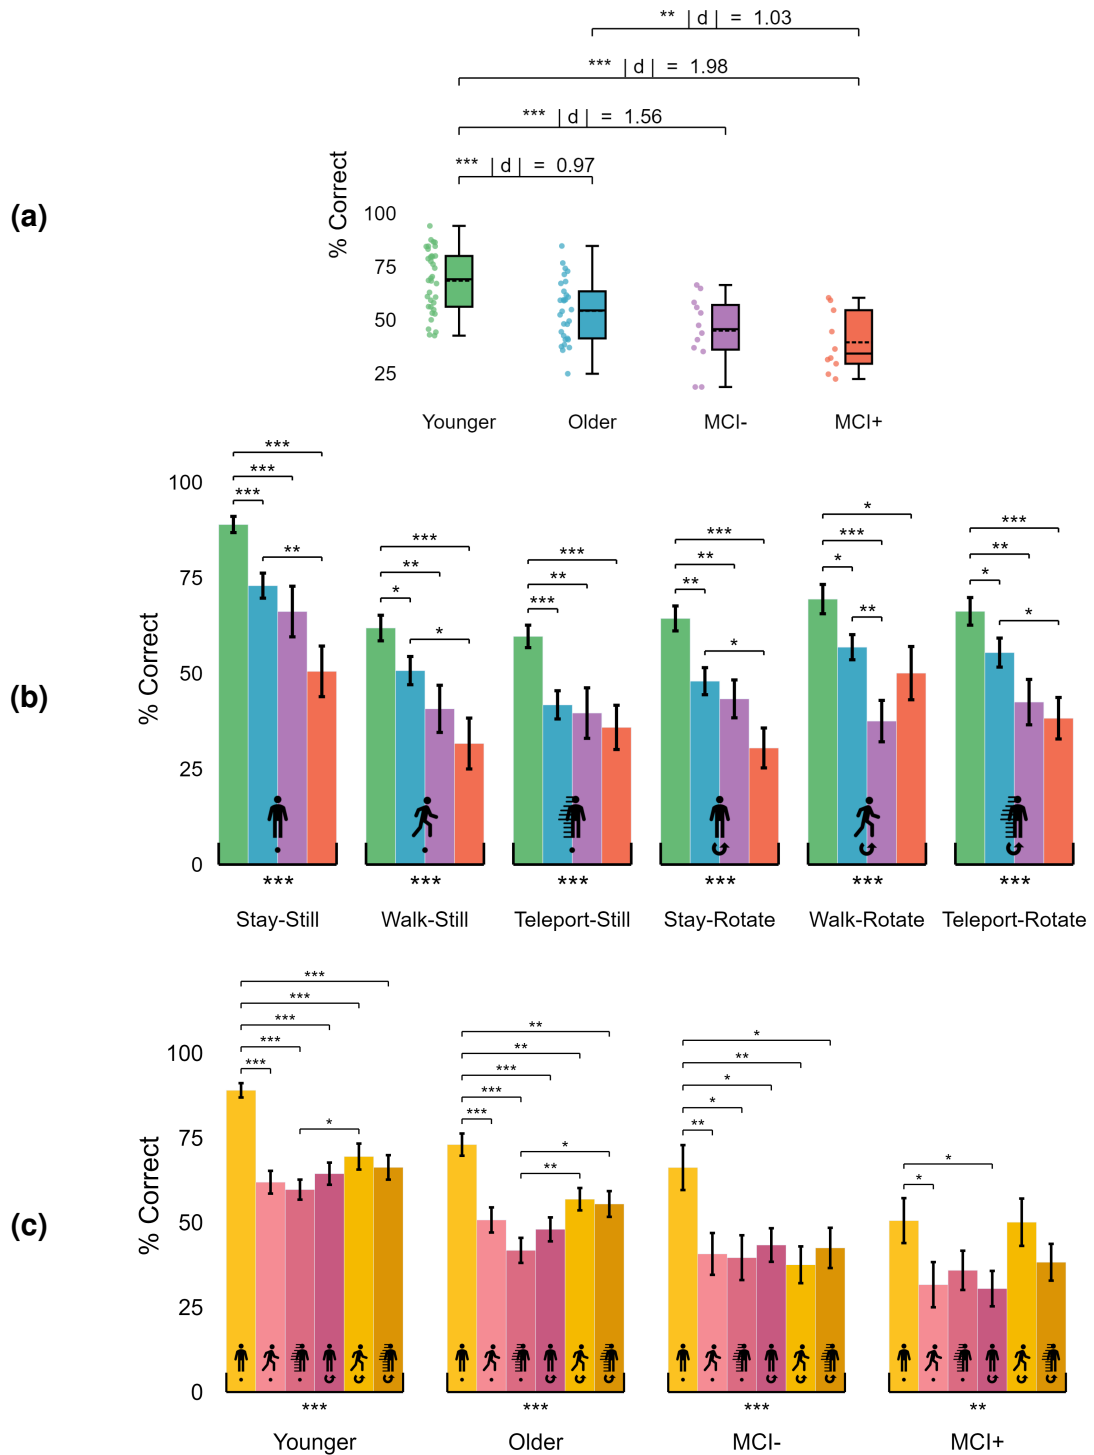 ** | d | = 1.03
*** | d | = 1.98
*** | d | = 1.56
*** | d | = 0.97
(a)
% Correct
100
75
50
25
Younger Older MCI- MCI+
(b)
% Correct
100
75
50
25
0
*** *** *** ** 
* ** *** *
*** ** ***
** ** *** *
* *** * **
* ** *** *
*** *** *** *** *** ***
Stay-Still Walk-Still Teleport-Still Stay-Rotate Walk-Rotate Teleport-Rotate
(c)
% Correct
100
75
50
25
0
*** *** *** *** *** *
*** *** *** ** ** * **
** * * ** *
* *
*** *** *** **
Younger Older MCI- MCI+